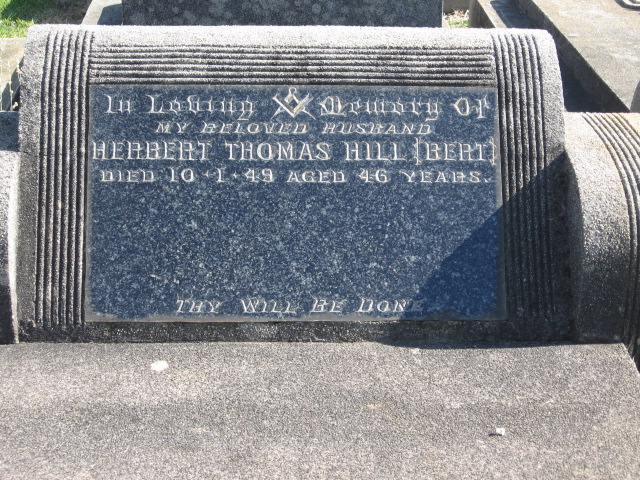 In Loving Memory Of
MY BELOVED HUSBAND
HERBERT THOMAS HILL [BERT]
DIED 10·1·49 AGED 46 YEARS.
THY WILL BE DONE